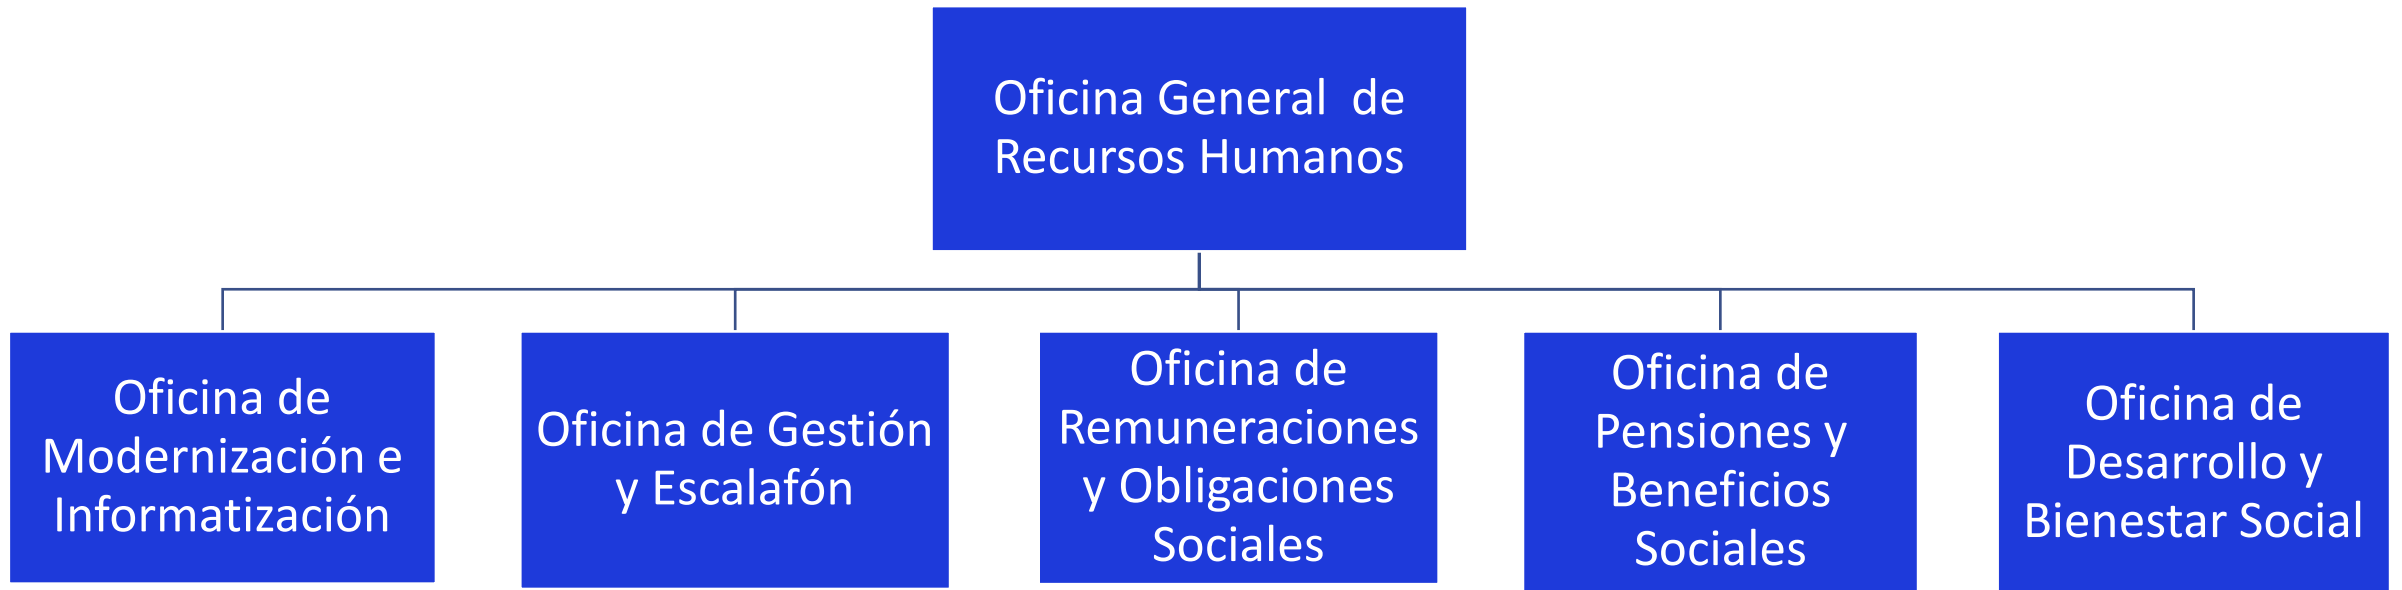 Oficina General  de
Recursos Humanos
Oficina de
Modernización e
Informatización
Oficina de Gestión
y Escalafón
Oficina de
Remuneraciones
y Obligaciones
Sociales
Oficina de
Pensiones y
Beneficios
Sociales
Oficina de
Desarrollo y
Bienestar Social